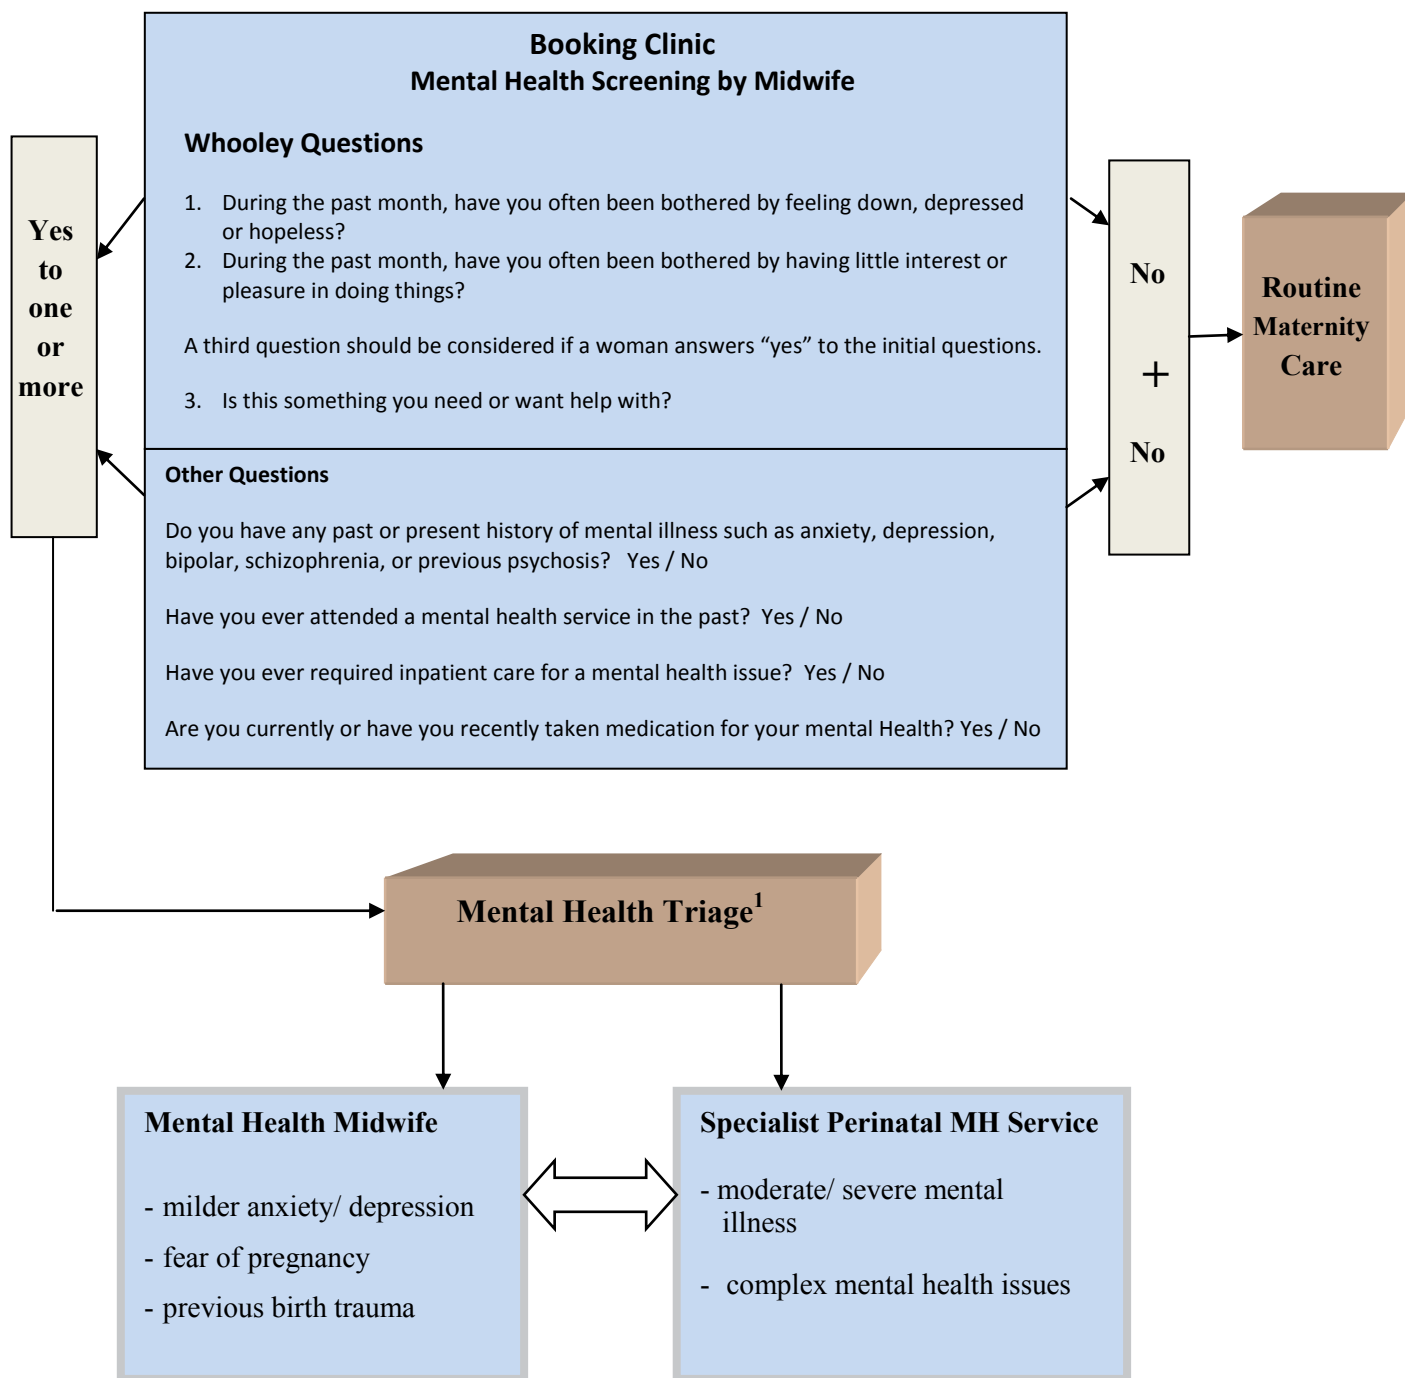 Booking Clinic
Mental Health Screening by Midwife
Whooley Questions
1. During the past month, have you often been bothered by feeling down, depressed
or hopeless?
2. During the past month, have you often been bothered by having little interest or
pleasure in doing things?
A third question should be considered if a woman answers “yes” to the initial questions.
3. Is this something you need or want help with?
Yes
to
one
or
more
No
+
No
Routine
Maternity
Care
Other Questions
Do you have any past or present history of mental illness such as anxiety, depression,
bipolar, schizophrenia, or previous psychosis? Yes / No
Have you ever attended a mental health service in the past? Yes / No
Have you ever required inpatient care for a mental health issue? Yes / No
Are you currently or have you recently taken medication for your mental Health? Yes / No
Mental Health Triage¹
Mental Health Midwife
- milder anxiety/ depression
- fear of pregnancy
- previous birth trauma
Specialist Perinatal MH Service
- moderate/ severe mental
illness
- complex mental health issues